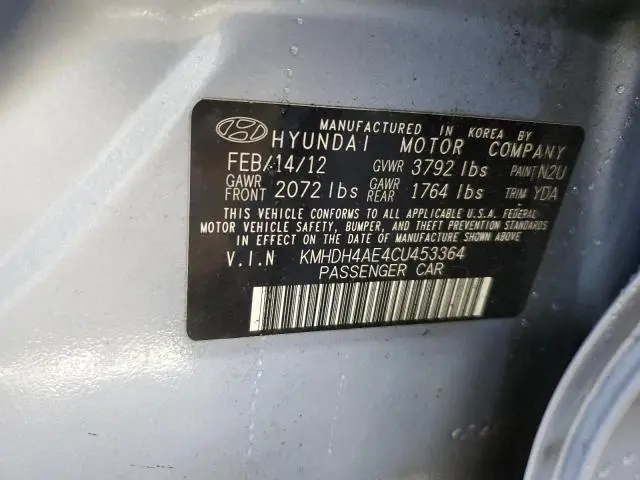 MANUFACTURED IN KOREA BY
HYUNDAI MOTOR COMPANY
FEB/14/12 GVWR 3792 lbs PAINT N2U
GAWR FRONT 2072 lbs GAWR REAR 1764 lbs TRIM YDA
THIS VEHICLE CONFORMS TO ALL APPLICABLE U.S.A. FEDERAL
MOTOR VEHICLE SAFETY, BUMPER, AND THEFT PREVENTION STANDARDS
IN EFFECT ON THE DATE OF MANUFACTURE SHOWN ABOVE
V.I.N KMHDH4AE4CU453364
PASSENGER CAR